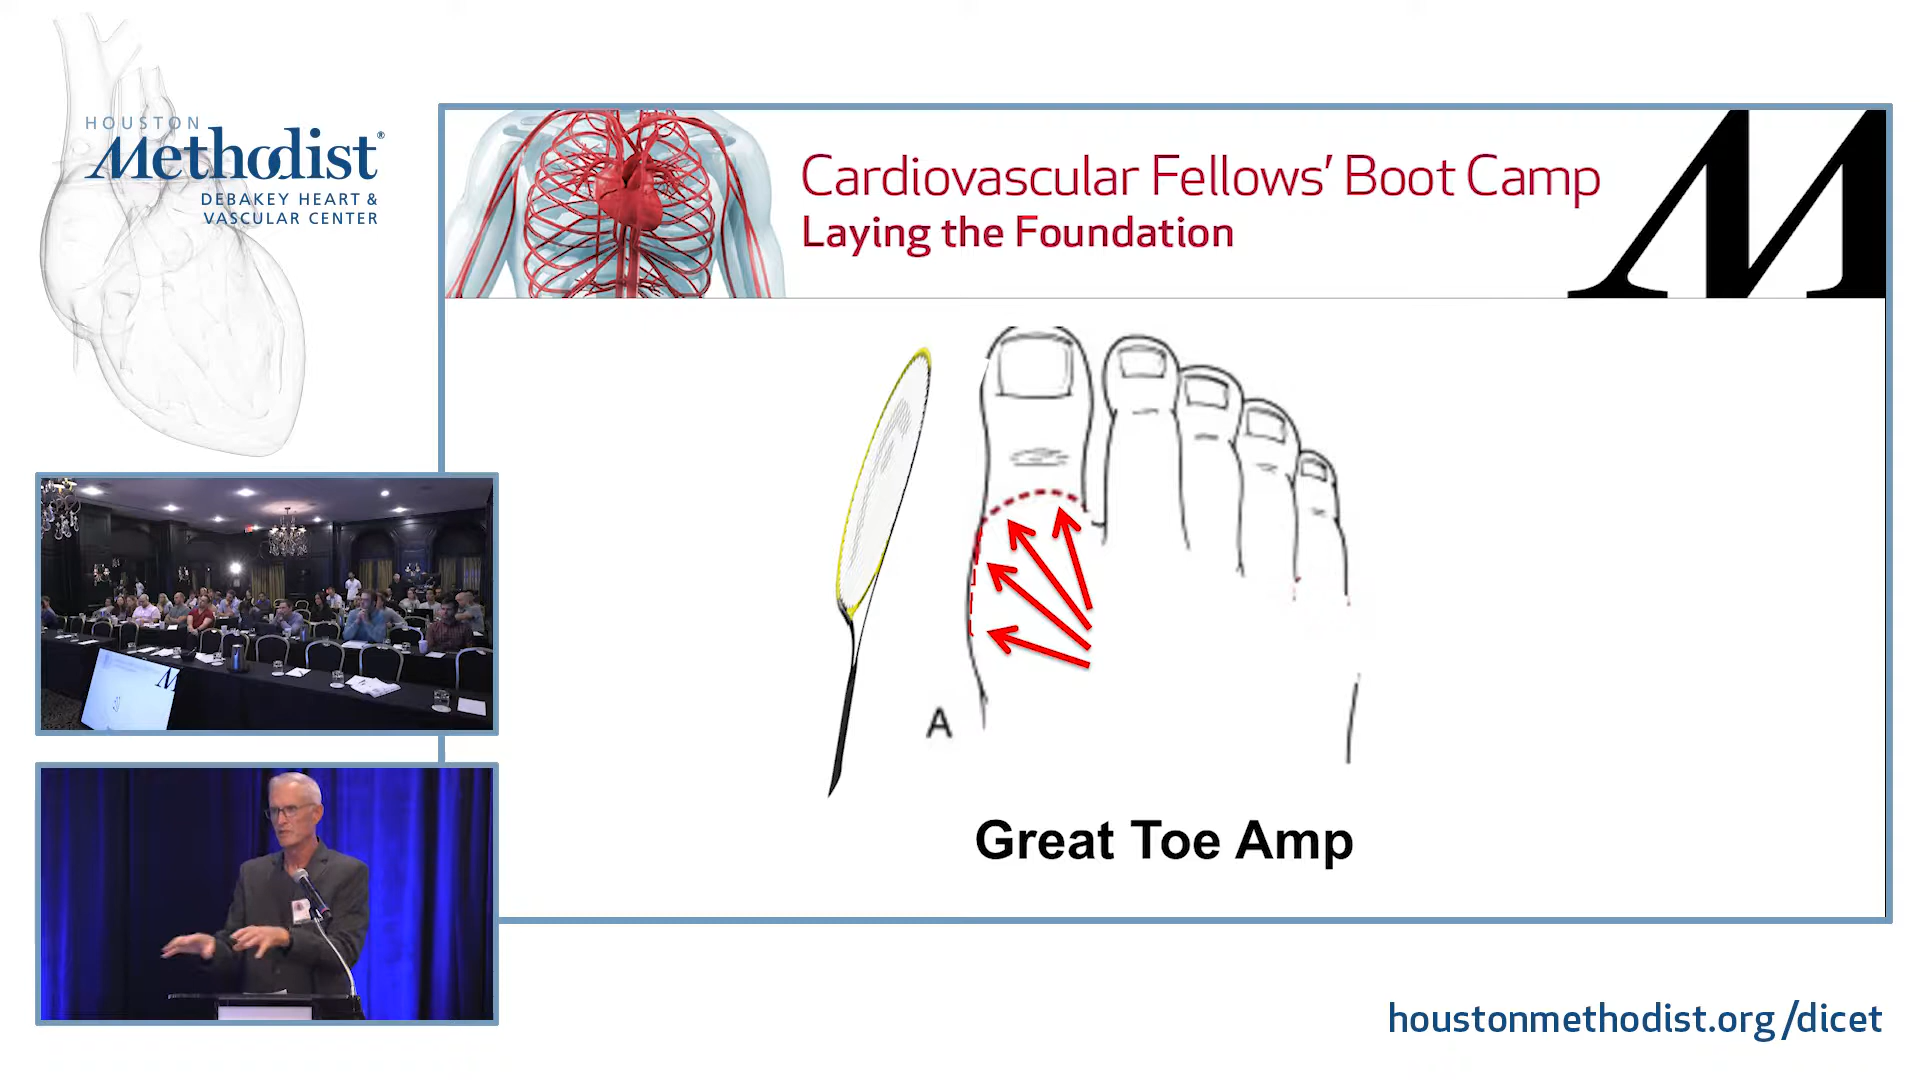 HOUSTON
Methodist®
DEBAKEY HEART &
VASCULAR CENTER
Cardiovascular Fellows' Boot Camp
Laying the Foundation
M
A
Great Toe Amp
houstonmethodist.org/dicet